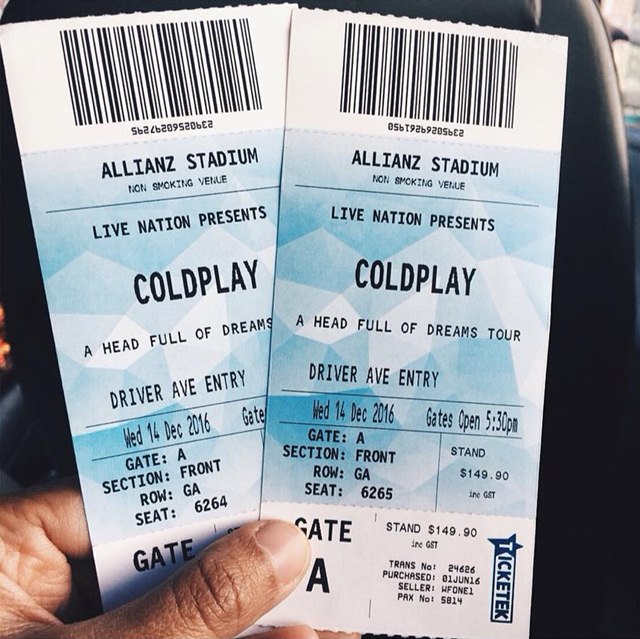 ALLIANZ STADIUM
NON SMOKING VENUE
LIVE NATION PRESENTS
COLDPLAY
A HEAD FULL OF DREAMS
DRIVER AVE ENTRY
Wed 14 Dec 2016 Gate
GATE: A
SECTION: FRONT
ROW: GA
SEAT: 6264
GATE
ALLIANZ STADIUM
NON SMOKING VENUE
LIVE NATION PRESENTS
COLDPLAY
A HEAD FULL OF DREAMS TOUR
DRIVER AVE ENTRY
Wed 14 Dec 2016 Gates Open 5:30pm
GATE: A
SECTION: FRONT
ROW: GA
SEAT: 6265
STAND
$149.90
inc GST
GATE
A
STAND $149.90
inc GST
TRANS No: 24626
PURCHASED: 01JUN16
SELLER: WFONE1
PAX No: 5814
TICKETEK